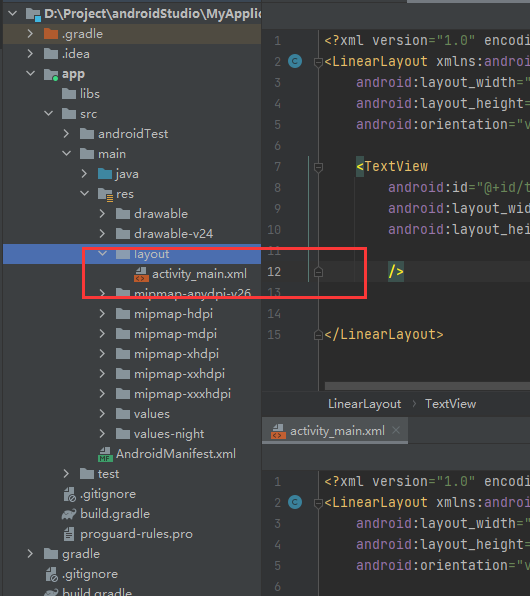 D:\Project\androidStudio\MyApplic
.gradle
.idea
app
libs
src
androidTest
main
java
res
drawable
drawable-v24
layout
activity_main.xml
mipmap-anydpi-v26
mipmap-hdpi
mipmap-mdpi
mipmap-xhdpi
mipmap-xxhdpi
mipmap-xxxhdpi
values
values-night
AndroidManifest.xml
test
.gitignore
build.gradle
proguard-rules.pro
gradle
.gitignore
build.gradle
1 <?xml version="1.0" encodi
2 <LinearLayout xmlns:androi
3 android:layout_width="
4 android:layout_height=
5 android:orientation="v
6
7 <TextView
8 android:id="@+id/t
9 android:layout_wid
10 android:layout_hei
11
12 />
13
14
15 </LinearLayout>
LinearLayout > TextView
activity_main.xml
1 <?xml version="1.0" encodi
2 <LinearLayout xmlns:androi
3 android:layout_width="
4 android:layout_height=
5 android:orientation="v
6